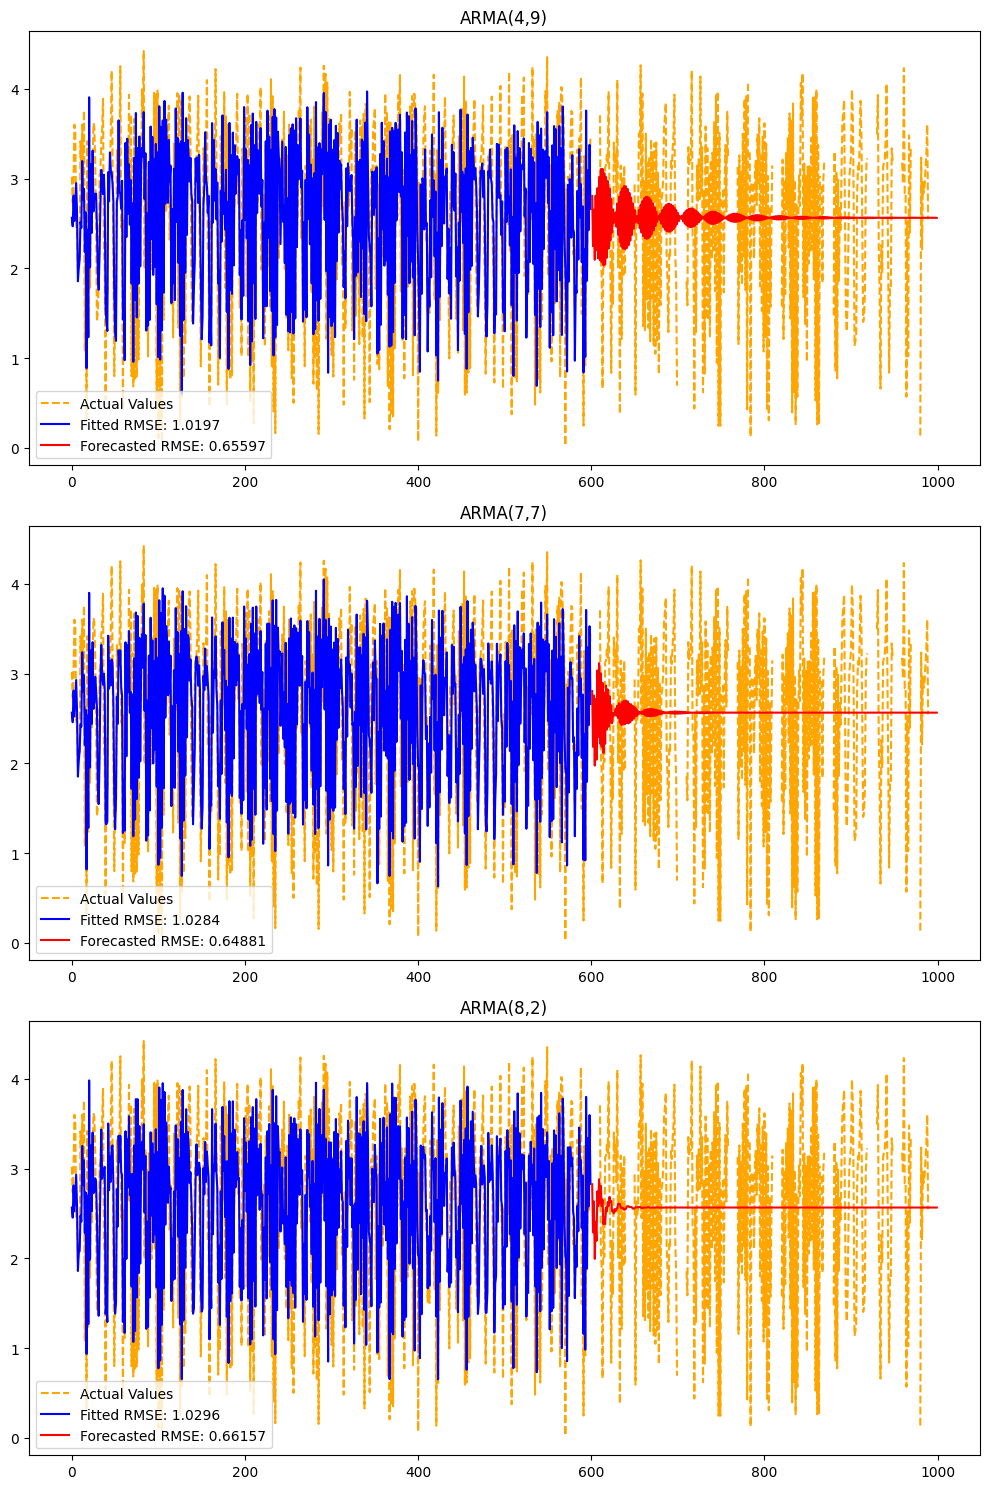 ARMA(4,9)
4
3
2
1
0
Actual Values
Fitted RMSE: 1.0197
Forecasted RMSE: 0.65597
0 200 400 600 800 1000
ARMA(7,7)
4
3
2
1
0
Actual Values
Fitted RMSE: 1.0284
Forecasted RMSE: 0.64881
0 200 400 600 800 1000
ARMA(8,2)
4
3
2
1
0
Actual Values
Fitted RMSE: 1.0296
Forecasted RMSE: 0.66157
0 200 400 600 800 1000